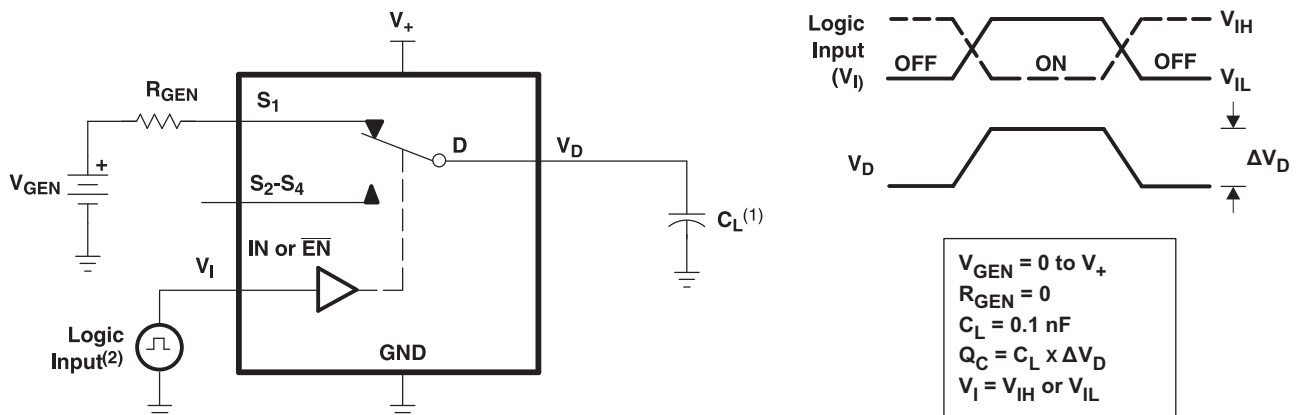 V+
RGEN
S1
D
VD
VGEN
+
S2-S4
CL(1)
IN or E̅N̅
VI
Logic
Input(2)
GND
Logic
Input
(VI)
VIH
OFF
ON
OFF
VIL
VD
ΔVD
VGEN = 0 to V+
RGEN = 0
CL = 0.1 nF
QC = CL x ΔVD
VI = VIH or VIL